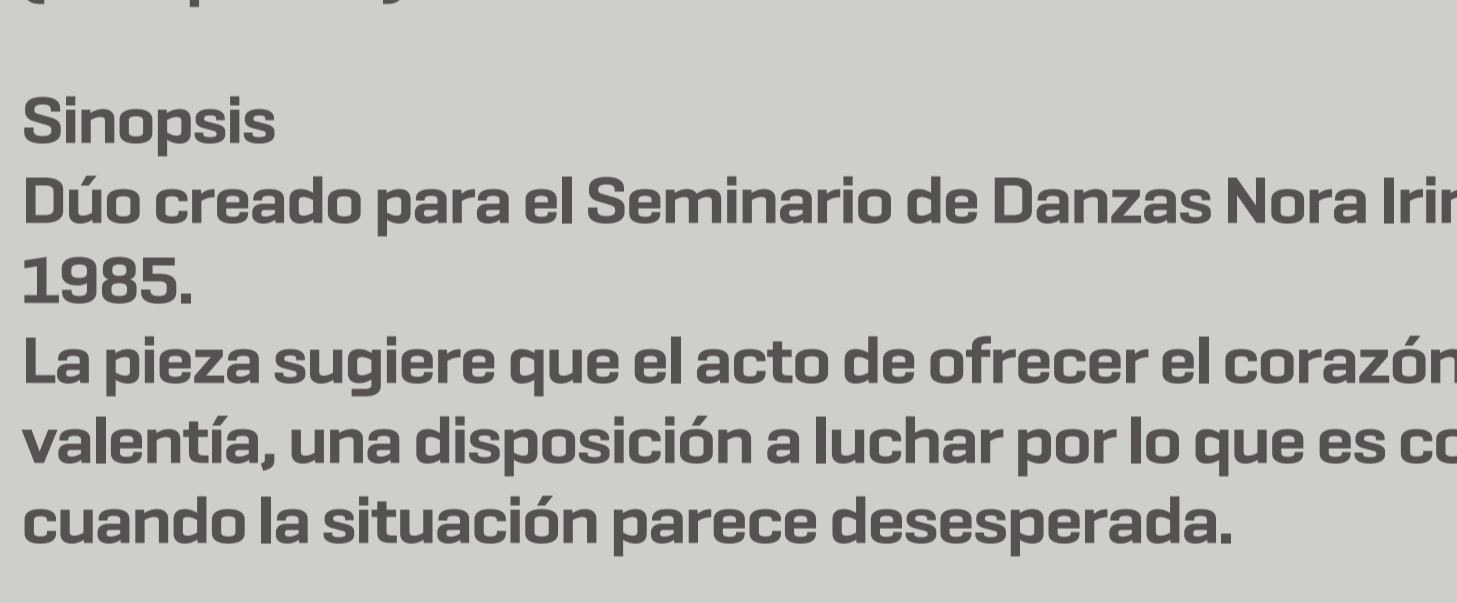 Sinopsis
Dúo creado para el Seminario de Danzas Nora
1985.
La pieza sugiere que el acto de ofrecer el corazón
valentía, una disposición a luchar por lo que es
cuando la situación parece desesperada.